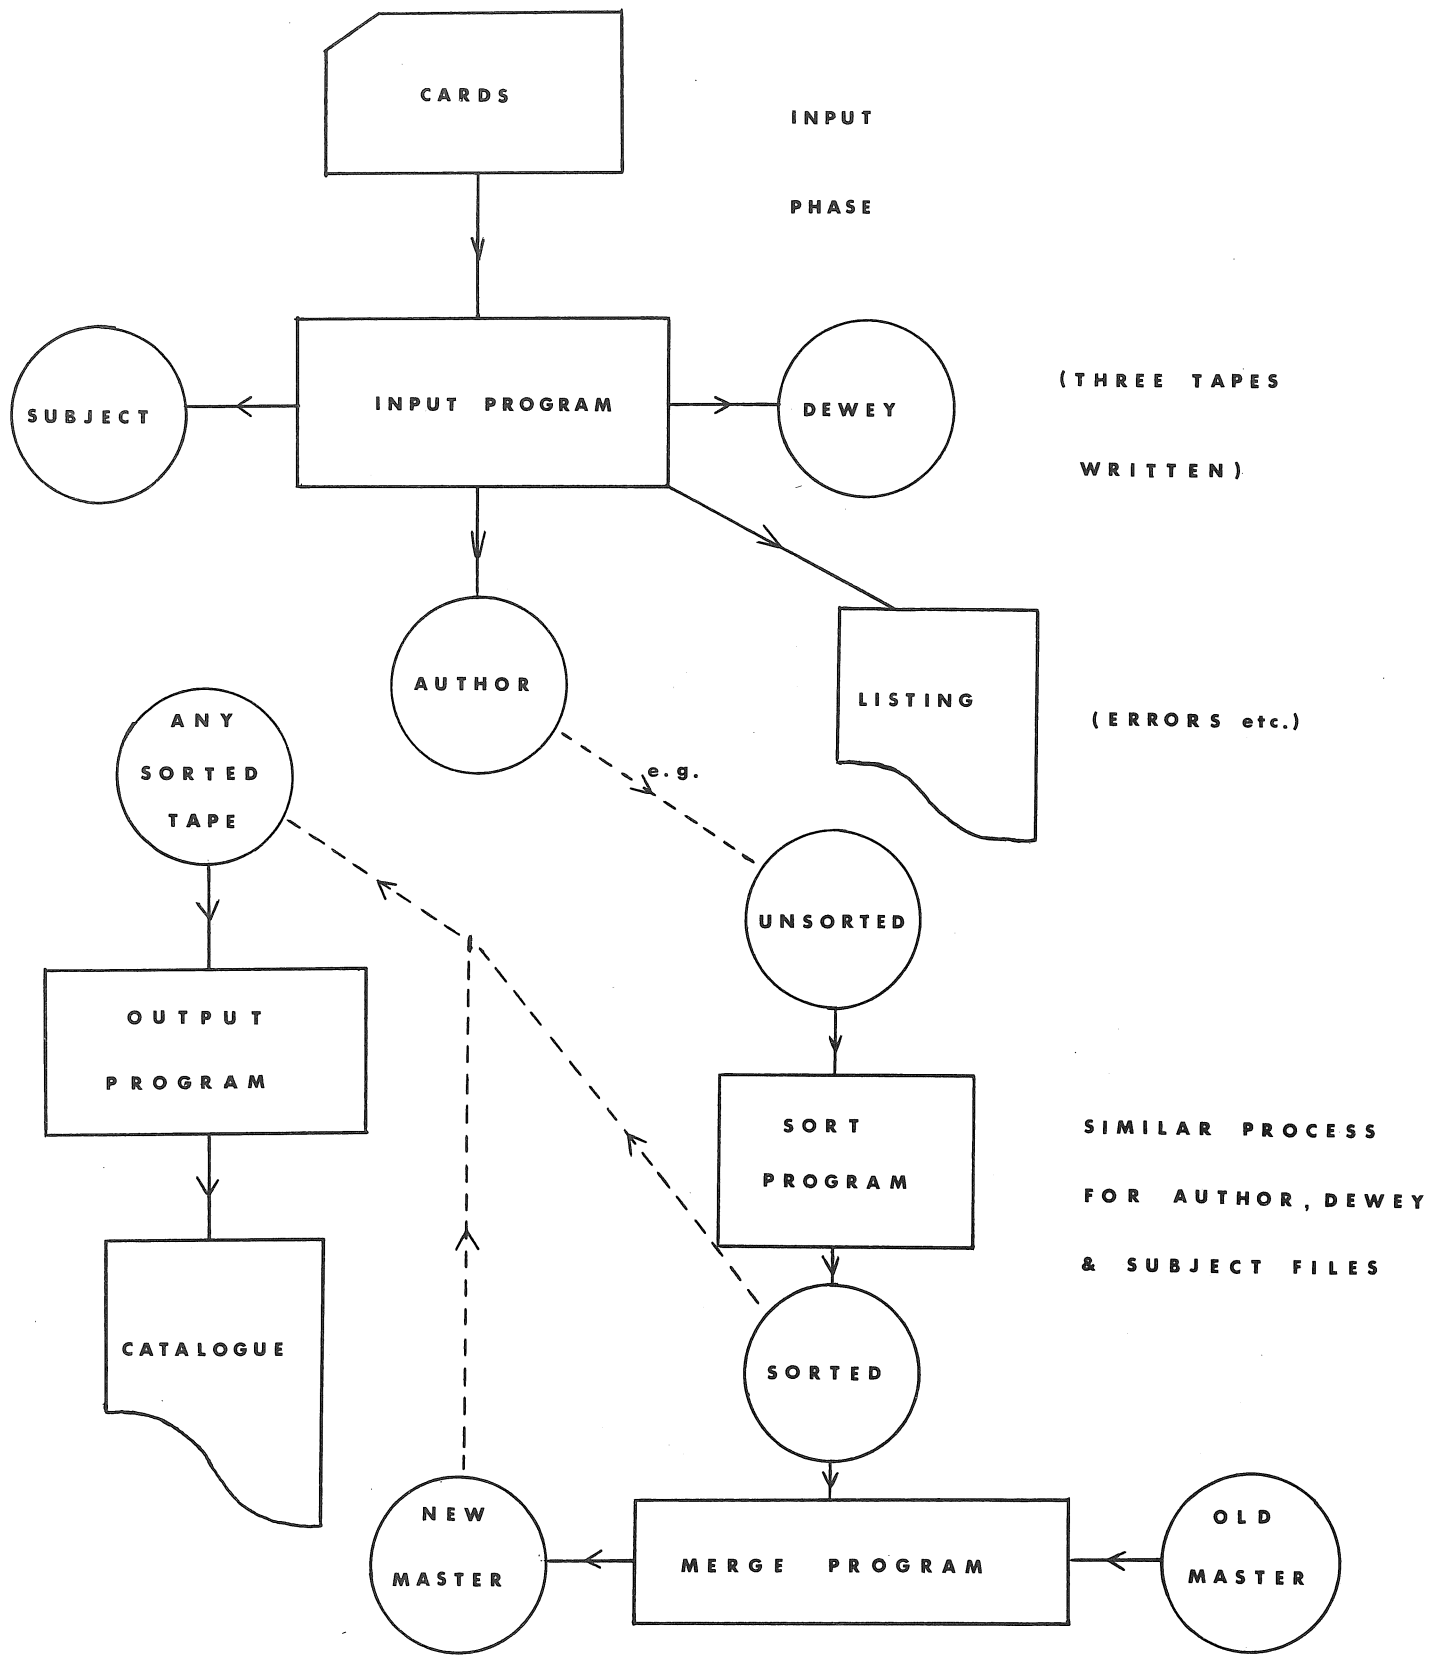 CARDS
INPUT
PHASE
SUBJECT
INPUT PROGRAM
DEWEY
(THREE TAPES
WRITTEN)
AUTHOR
LISTING
(ERRORS etc.)
e.g.
ANY
SORTED
TAPE
UNSORTED
OUTPUT
PROGRAM
SORT
PROGRAM
SIMILAR PROCESS
FOR AUTHOR, DEWEY
& SUBJECT FILES
CATALOGUE
SORTED
NEW
MASTER
MERGE PROGRAM
OLD
MASTER